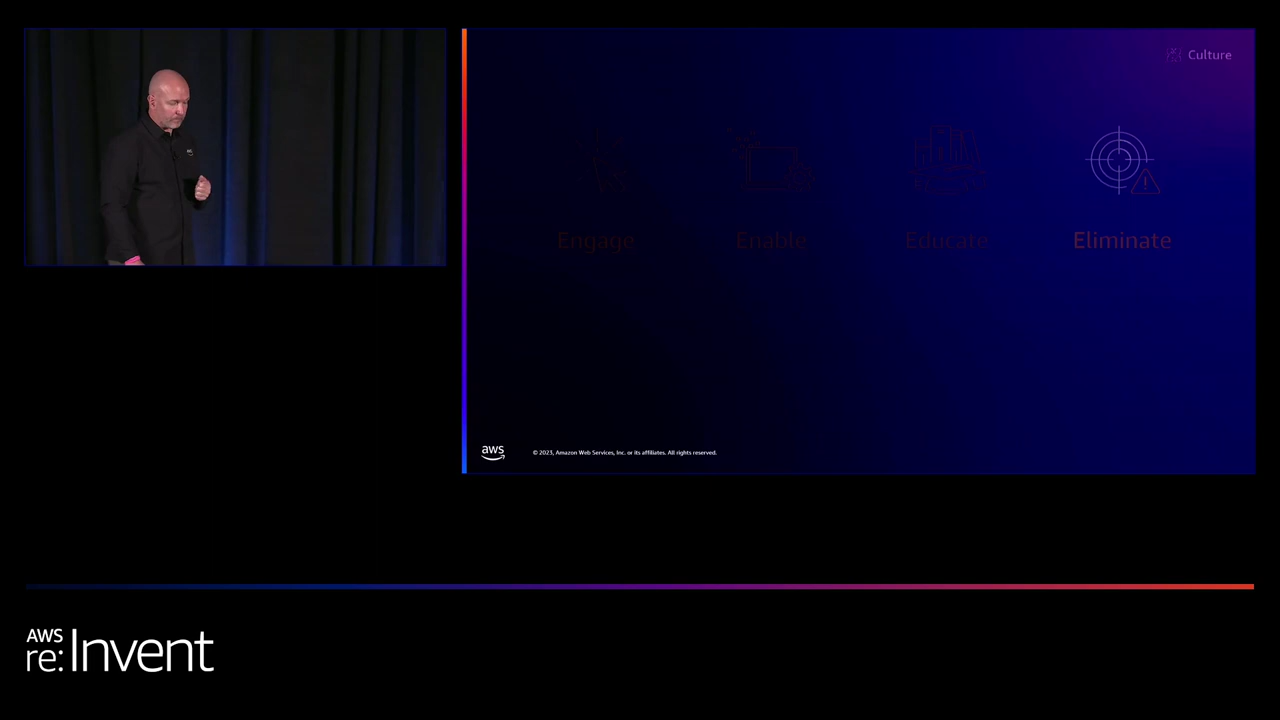 Culture
Engage
Enable
Educate
Eliminate
aws
© 2023, Amazon Web Services, Inc. or its affiliates. All rights reserved.
AWS
re:Invent